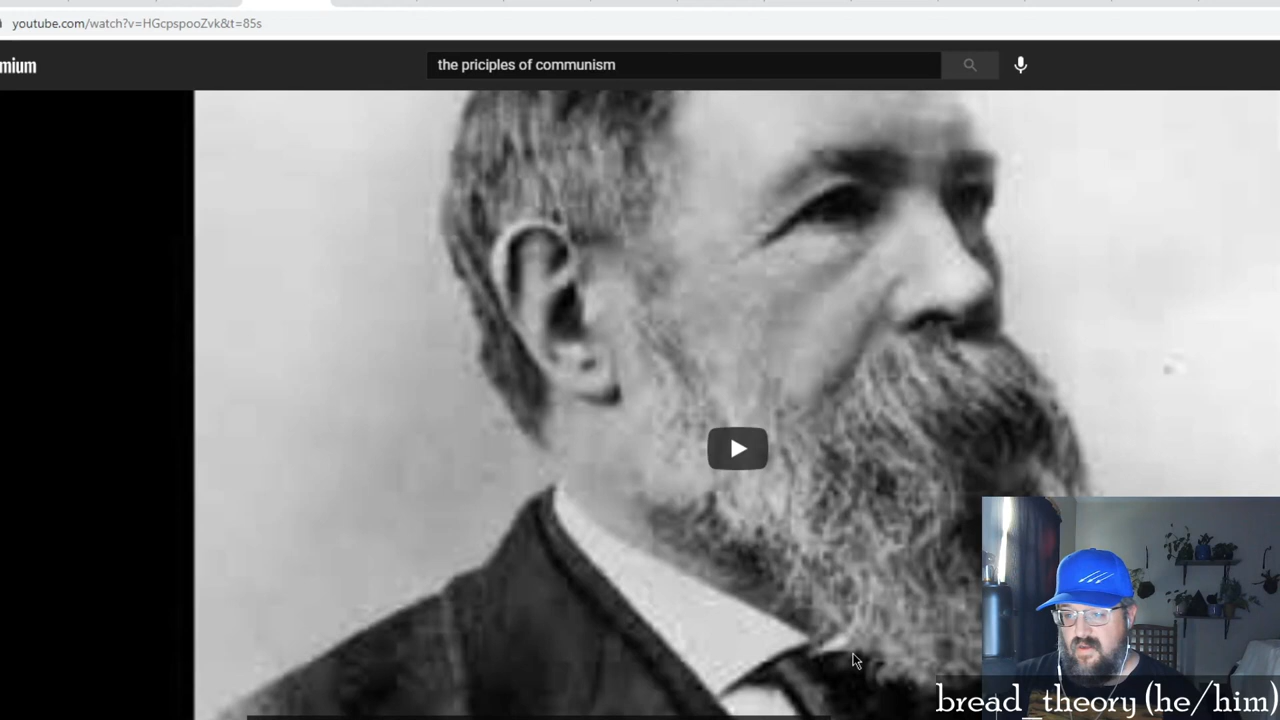 youtube.com/watch?v=HGcpspooZvk&t=85s
mium
the priciples of communism
bread_theory (he/him)